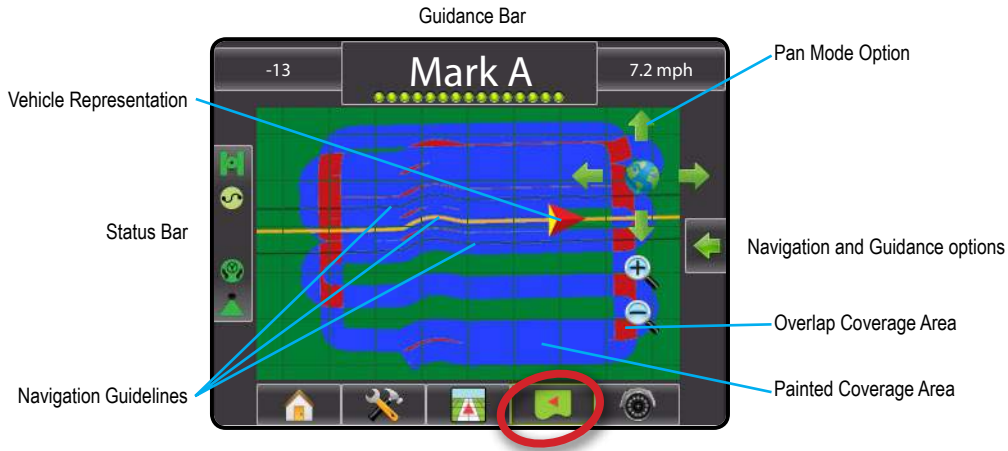 Guidance Bar
-13
Mark A
7.2 mph
Pan Mode Option
Vehicle Representation
Status Bar
Navigation and Guidance options
Overlap Coverage Area
Painted Coverage Area
Navigation Guidelines